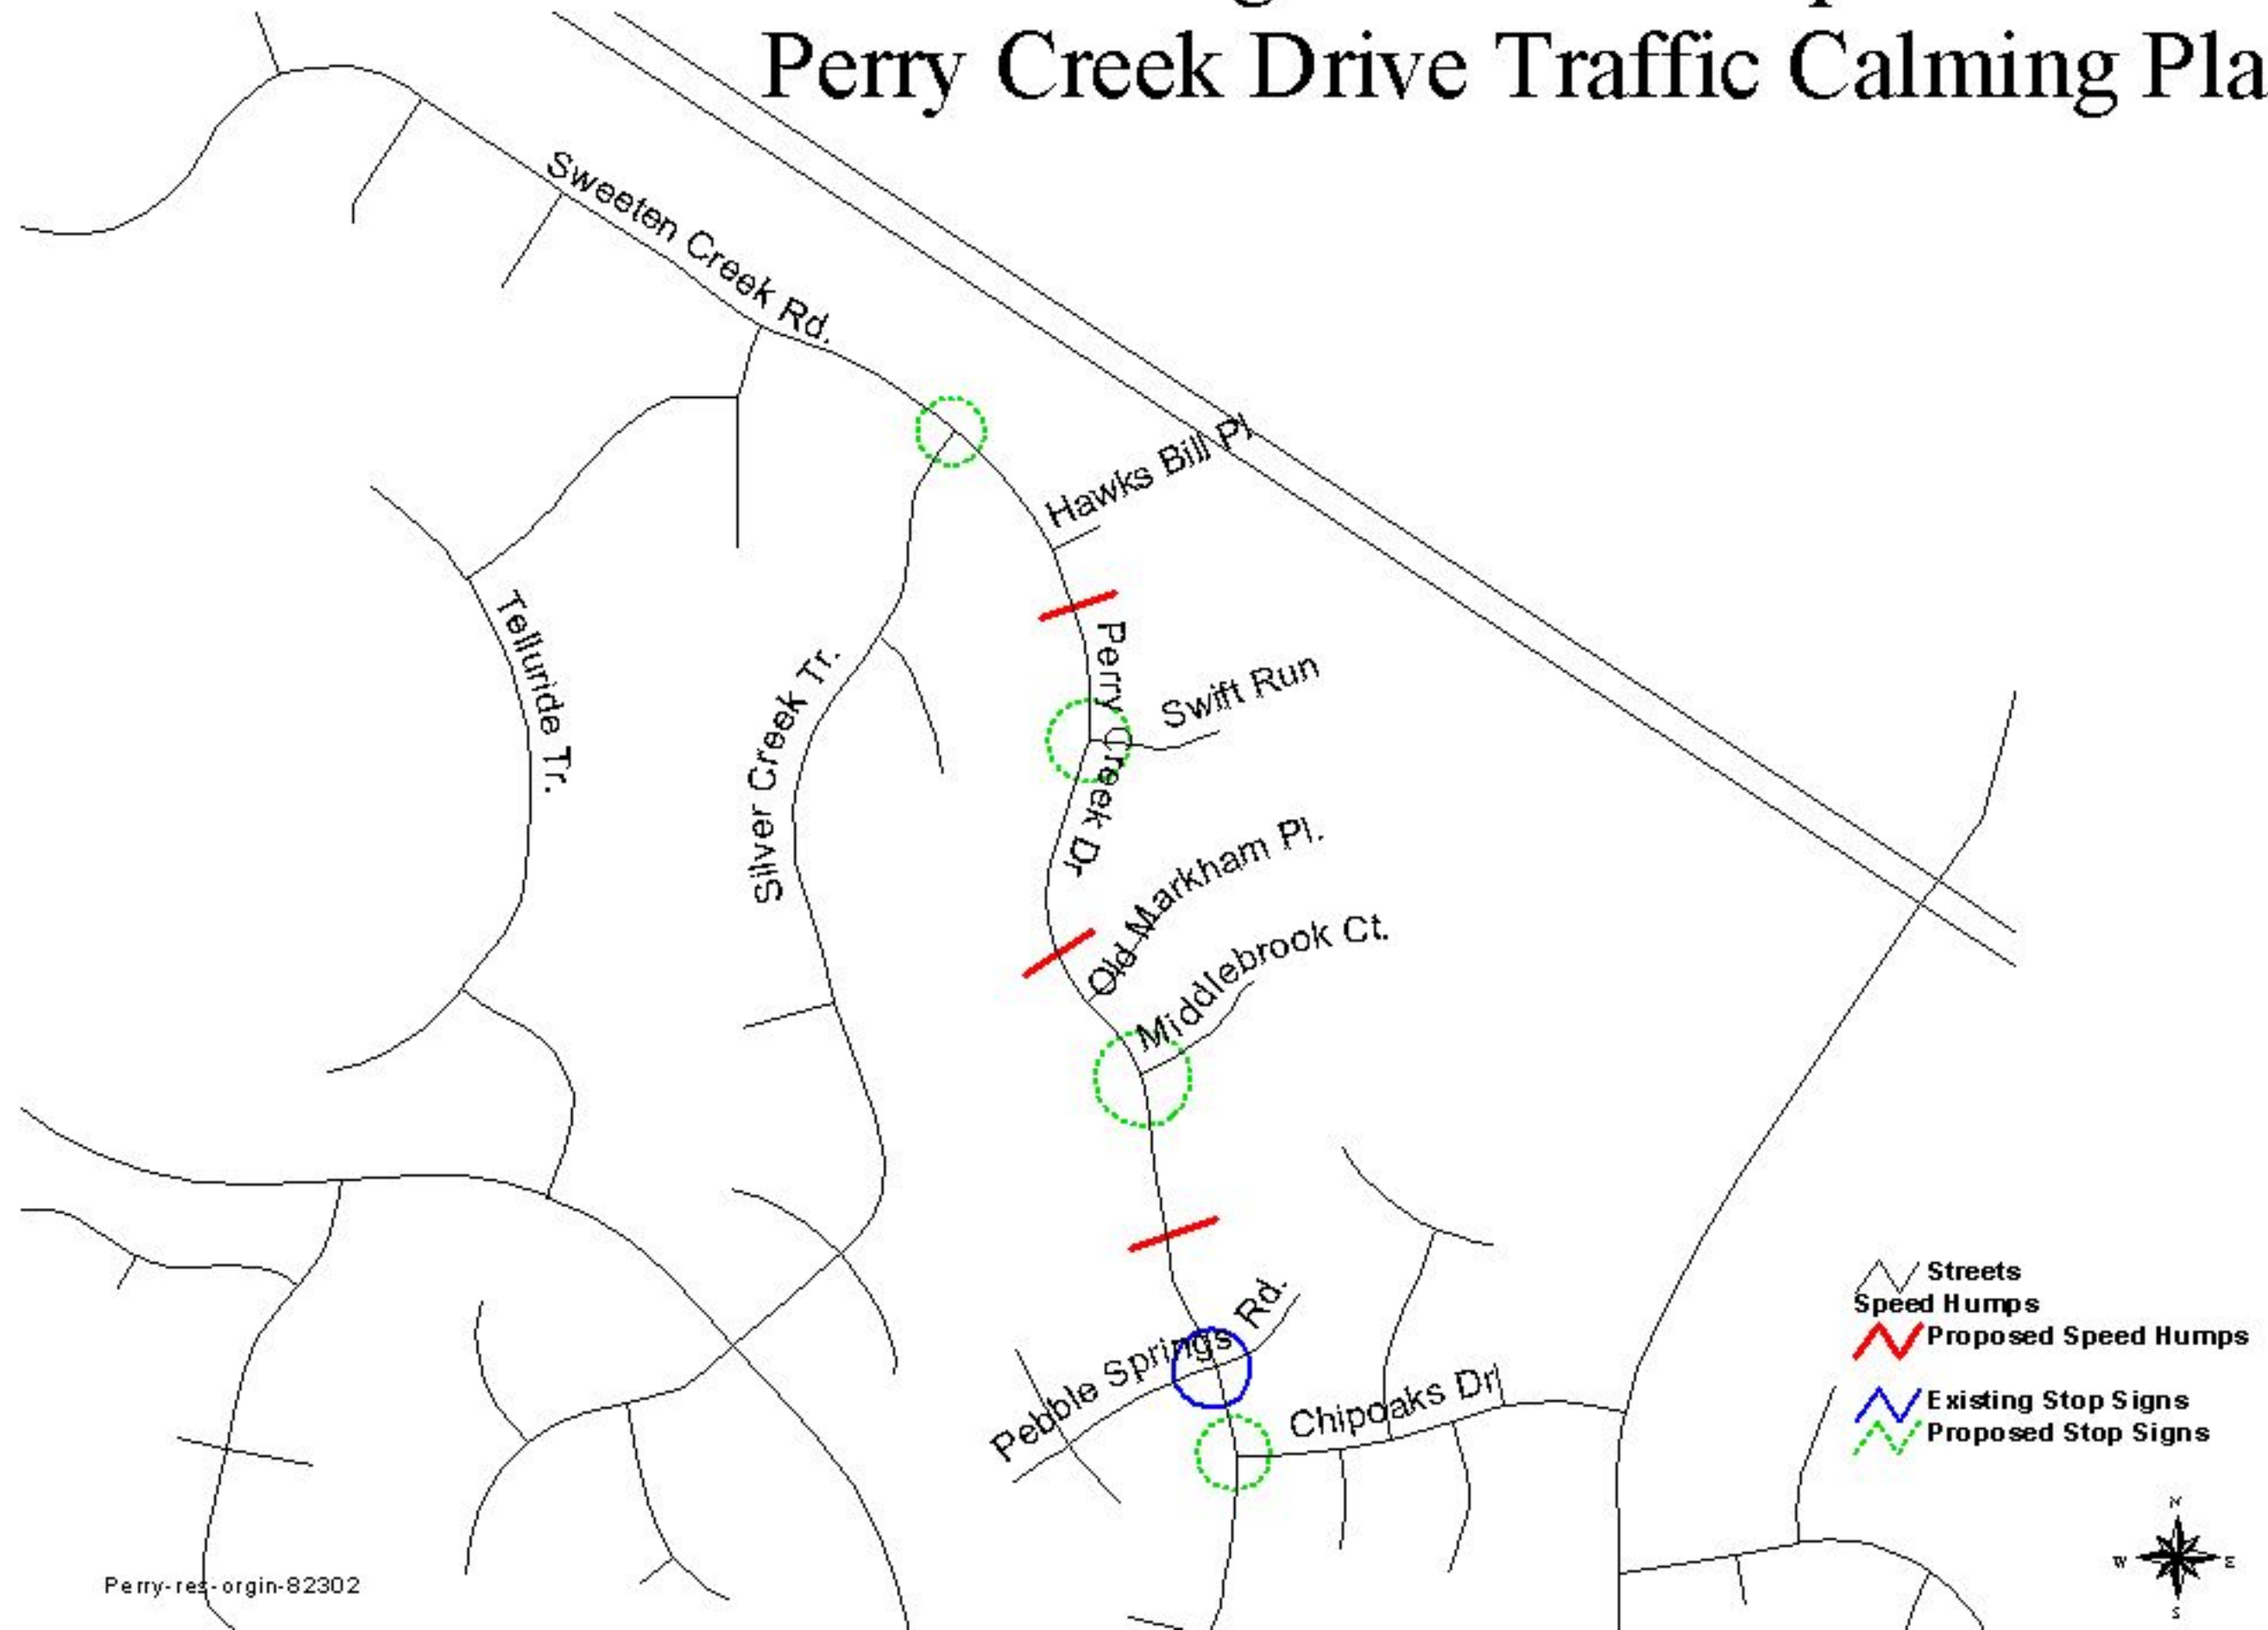 Perry Creek Drive Traffic Calming Pla
Sweeten Creek Rd.
Hawks Bill Pl
Telluride Tr.
Silver Creek Tr.
Perry Creek Dr
Swift Run
Old Markham Pl.
Middlebrook Ct.
Pebble Springs Rd.
Chipoaks Dr
Streets
Speed Humps
Proposed Speed Humps
Existing Stop Signs
Proposed Stop Signs
N
W E
S
Perry-res-orgin-82302